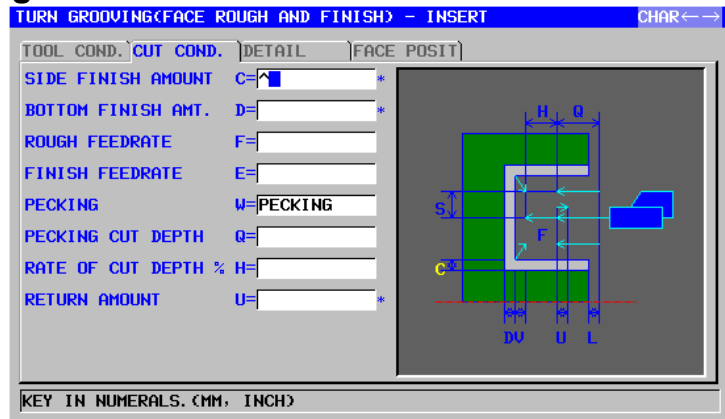 TURN GROOVING(FACE ROUGH AND FINISH) - INSERT CHAR←→
TOOL COND. CUT COND. DETAIL FACE POSIT
SIDE FINISH AMOUNT C=^ *
BOTTOM FINISH AMT. D= *
ROUGH FEEDRATE F=
FINISH FEEDRATE E=
PECKING W=PECKING
PECKING CUT DEPTH Q=
RATE OF CUT DEPTH % H=
RETURN AMOUNT U= *
H Q
S
F
C
DV U L
KEY IN NUMERALS.(MM, INCH)